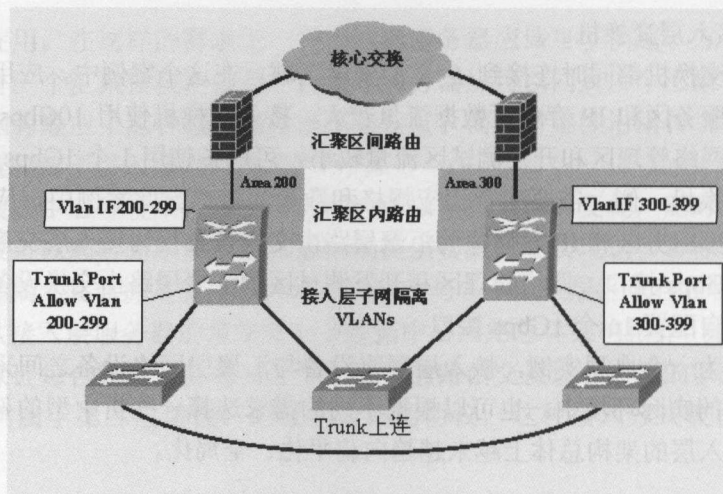 核心交换
汇聚区间路由
Area 200
Area 300
Vlan IF200-299
汇聚区内路由
VlanIF 300-399
Trunk Port
Allow Vlan
200-299
接入层子网隔离
VLANs
Trunk Port
Allow Vlan
300-399
Trunk上连